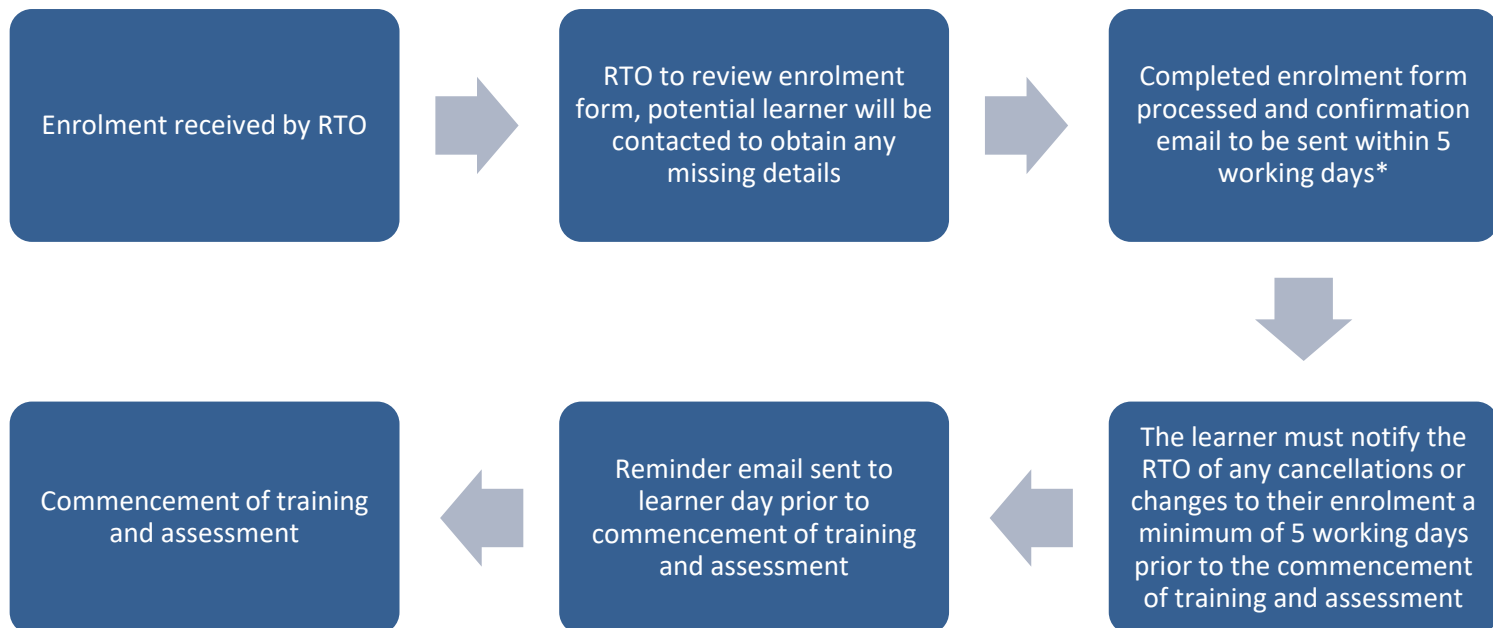 Enrolment received by RTO
RTO to review enrolment
form, potential learner will be
contacted to obtain any
missing details
Completed enrolment form
processed and confirmation
email to be sent within 5
working days*
The learner must notify the
RTO of any cancellations or
changes to their enrolment a
minimum of 5 working days
prior to the commencement
of training and assessment
Reminder email sent to
learner day prior to
commencement of training
and assessment
Commencement of training
and assessment